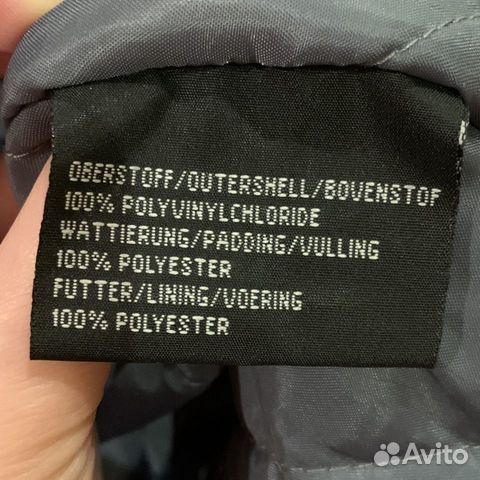 OBERSTOFF/OUTERSHELL/BOVENSTOF
100% POLYVINYLCHLORIDE
WATTIERUNG/PADDING/VULLING
100% POLYESTER
FUTTER/LINING/VOERING
100% POLYESTER
Avito